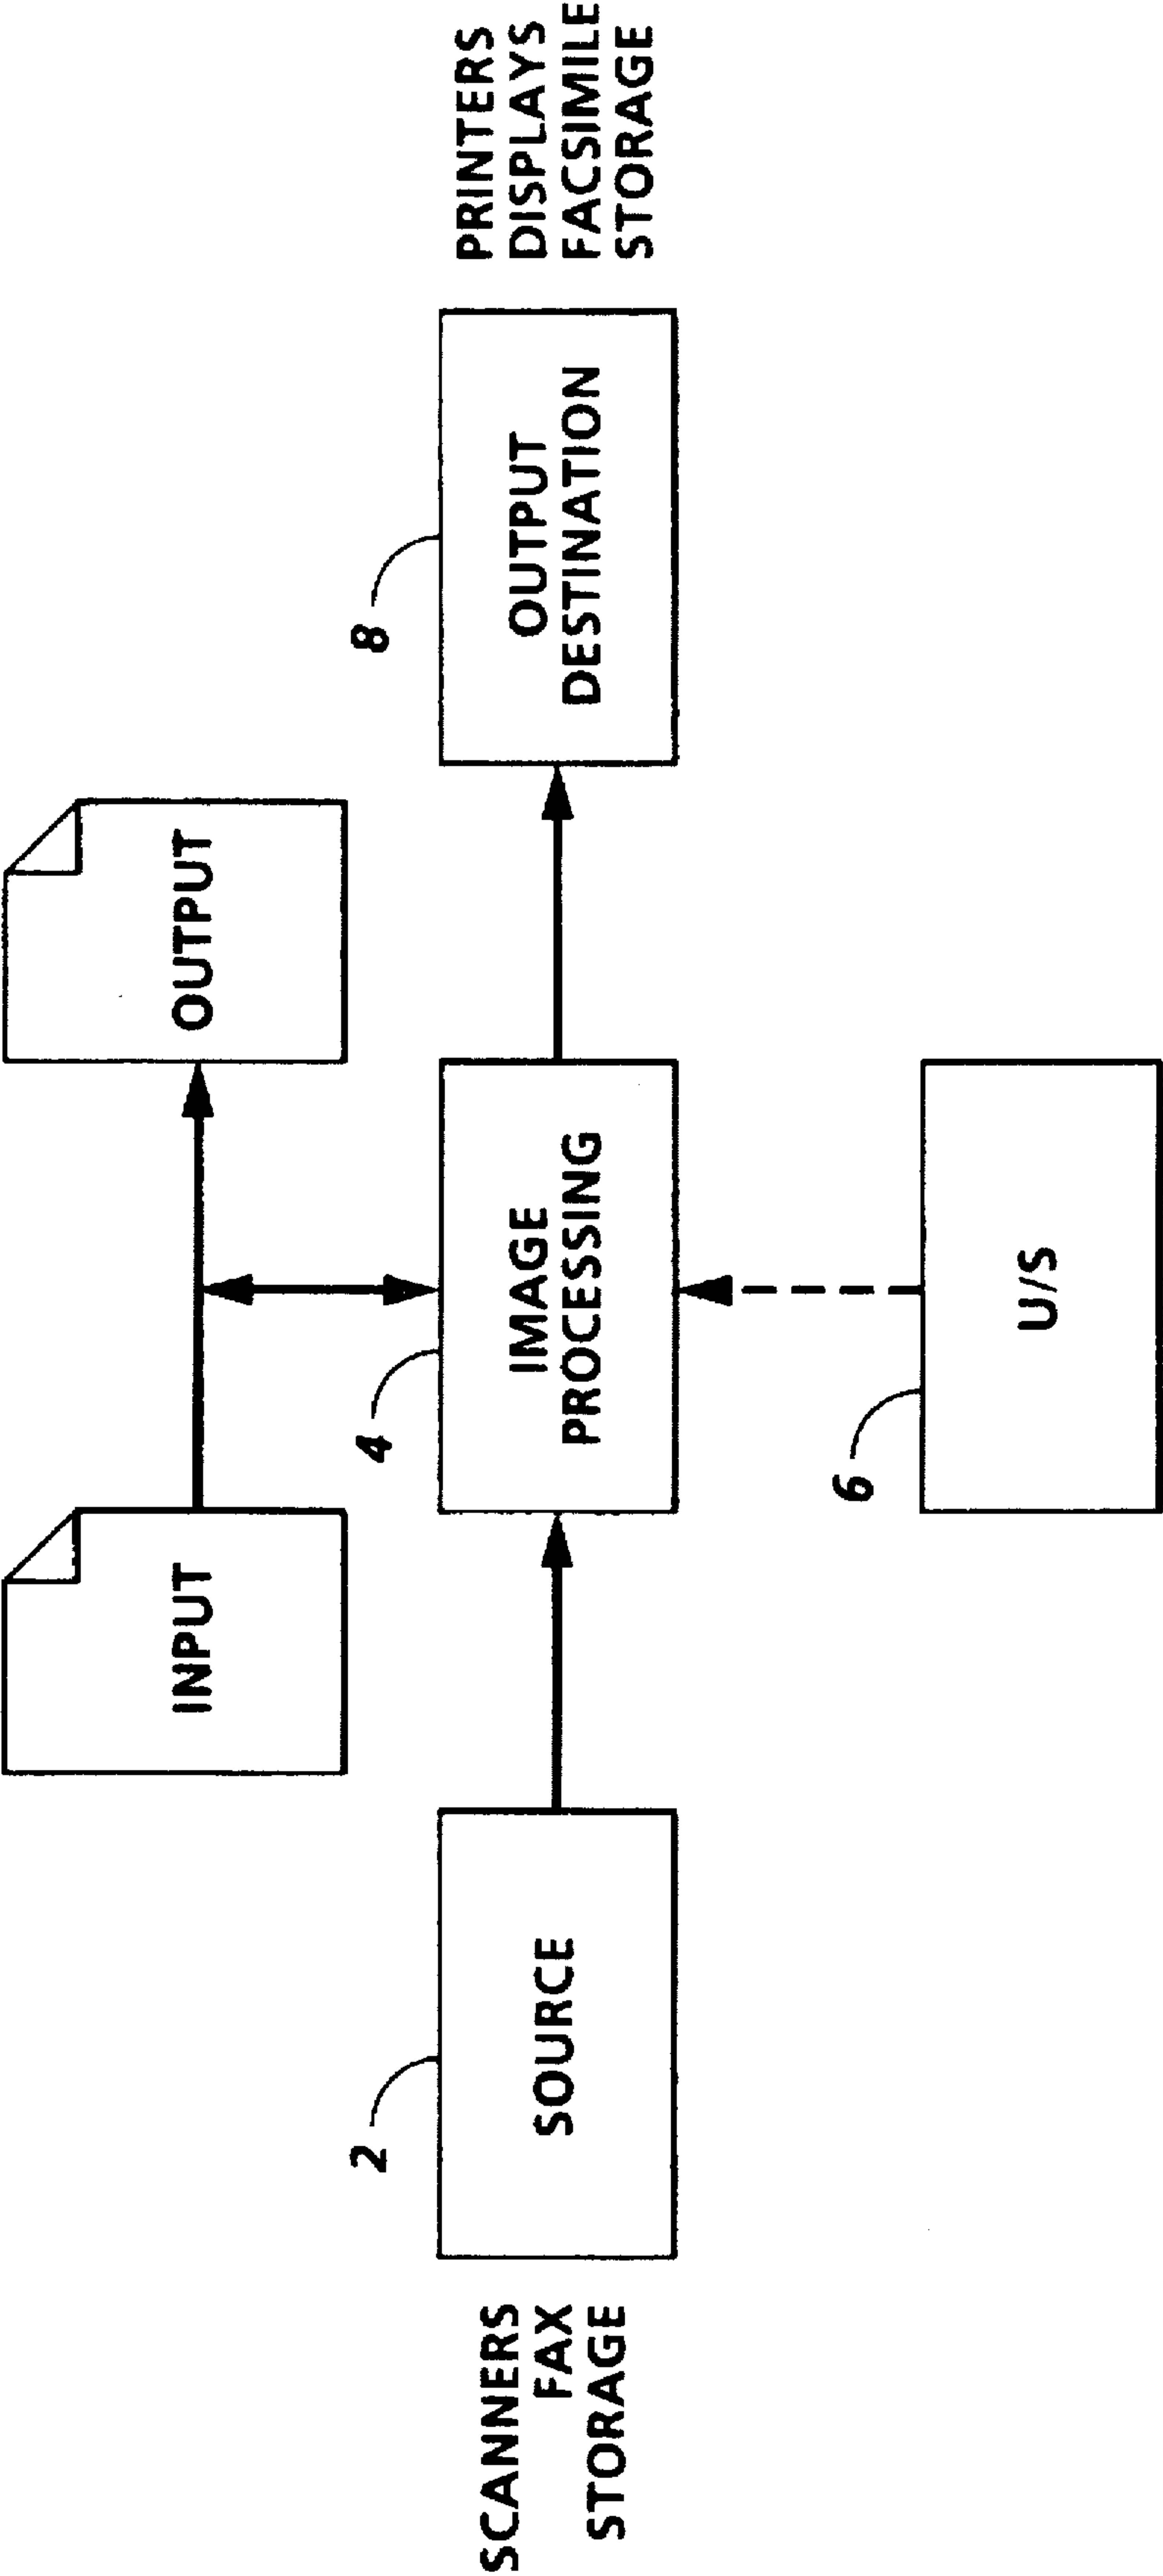 INPUT
OUTPUT
SCANNERS
FAX
STORAGE
2
SOURCE
4
IMAGE
PROCESSING
8
OUTPUT
DESTINATION
PRINTERS
DISPLAYS
FACSIMILE
STORAGE
6
U/S